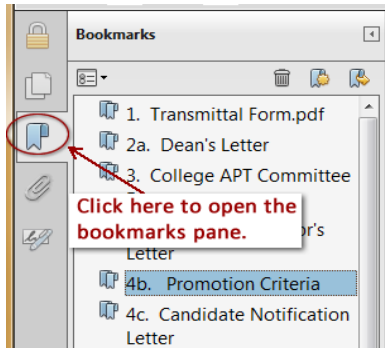 Bookmarks
1. Transmittal Form.pdf
2a. Dean's Letter
3. College APT Committee
Click here to open the
bookmarks pane.
or's
Letter
4b. Promotion Criteria
4c. Candidate Notification
Letter